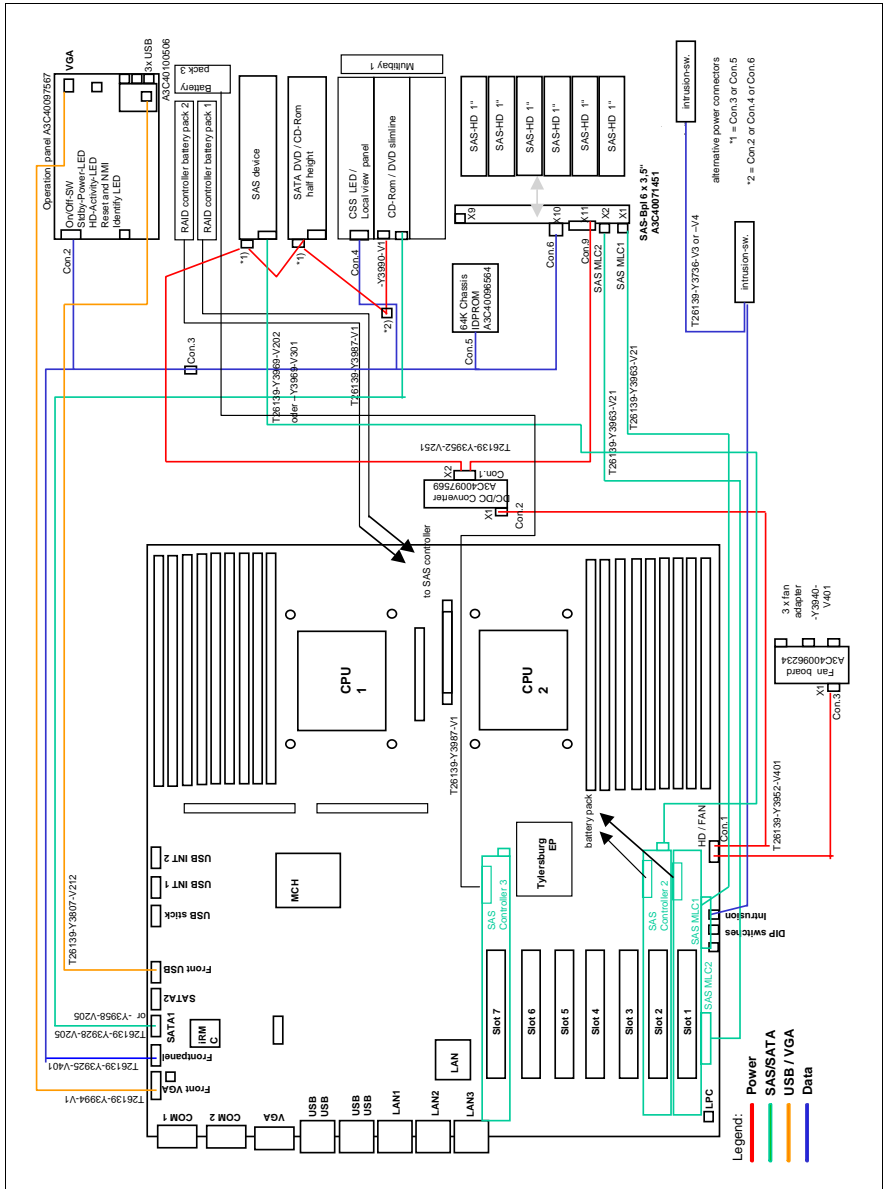 Operation panel A3C40097567
VGA
3x USB
A3C40100506
On/Off-SW
Stdby-Power-LED
HD-Activity-LED
Reset and NMI
Identify LED
Con.2
Battery
pack 3
RAID controller battery pack 2
RAID controller battery pack 1
SAS device
*1)
SATA DVD / CD-Rom
half height
*1)
Multibay 1
CSS LED /
Local view panel
Con.4
CD-Rom / DVD slimline
-Y3990-V1
*2)
Con.3
T26139-Y3969-V202
oder –Y3969-V301
T26139-Y3987-V1
64K Chassis
IDPROM
A3C40096564
Con.5
SAS-HD 1"
SAS-HD 1"
SAS-HD 1"
SAS-HD 1"
SAS-HD 1"
SAS-HD 1"
X9
X10
X11
X2
X1
Con.6
Con.9
SAS MLC2
SAS MLC1
SAS-Bpl 6 x 3,5"
A3C40071451
intrusion-sw.
intrusion-sw.
T26139-Y3736-V3 or –V4
alternative power connectors
*1 = Con.3 or Con.5
*2 = Con.2 or Con.4 or Con.6
T26139-Y3963-V21
T26139-Y3963-V21
T26139-Y3952-V251
X2
Con.1
DC/DC Converter
A3C40097569
X1
Con.2
to SAS controller
CPU
1
CPU
2
T26139-Y3987-V1
3 x fan
adapter
-Y3940-
V401
Fan board
A3C40096234
X1
Con.3
T26139-Y3952-V401
HD / FAN
Con.1
battery pack
Tylersburg
EP
MCH
USB INT 2
USB INT 1
USB stick
T26139-Y3807-V212
Front USB
SATA2
SATA1
T26139-Y3928-V205 or
-Y3958-V205
iRM
C
Frontpanel
T26139-Y3925-V401
Front VGA
T26139-Y3994-V1
LAN
SAS
Controller 3
SAS
Controller 2
SAS MLC1
SAS MLC2
Intrusion
DIP switches
Slot 7
Slot 6
Slot 5
Slot 4
Slot 3
Slot 2
Slot 1
LPC
COM 1
COM 2
VGA
USB
USB
USB
USB
LAN1
LAN2
LAN3
Legend:
Power
SAS/SATA
USB / VGA
Data